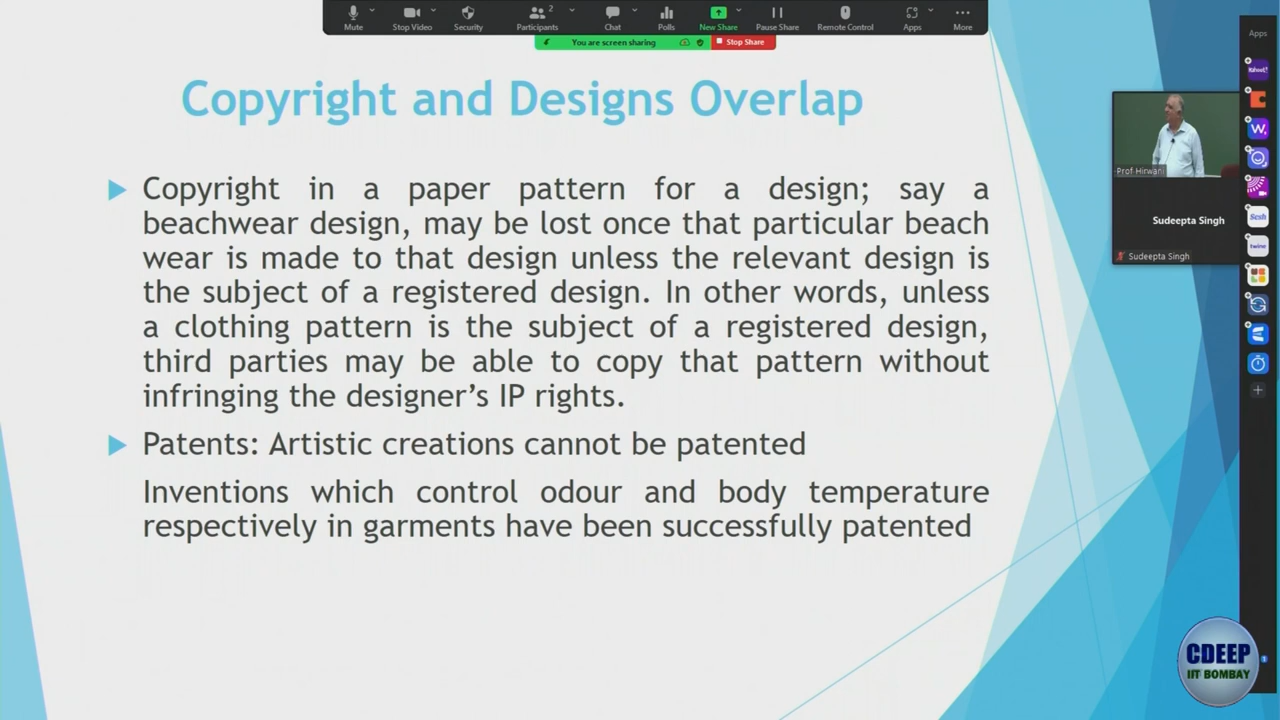 Mute
Stop Video
Security
Participants
2
Chat
Polls
New Share
Pause Share
Remote Control
Apps
More
You are screen sharing
Stop Share
Apps
Copyright and Designs Overlap
Copyright in a paper pattern for a design; say a
beachwear design, may be lost once that particular beach
wear is made to that design unless the relevant design is
the subject of a registered design. In other words, unless
a clothing pattern is the subject of a registered design,
third parties may be able to copy that pattern without
infringing the designer's IP rights.
Patents: Artistic creations cannot be patented
Inventions which control odour and body temperature
respectively in garments have been successfully patented
Prof Hirwani
Sudeepta Singh
Sudeepta Singh
W
Sesh
twine
CDEEP
IIT BOMBAY